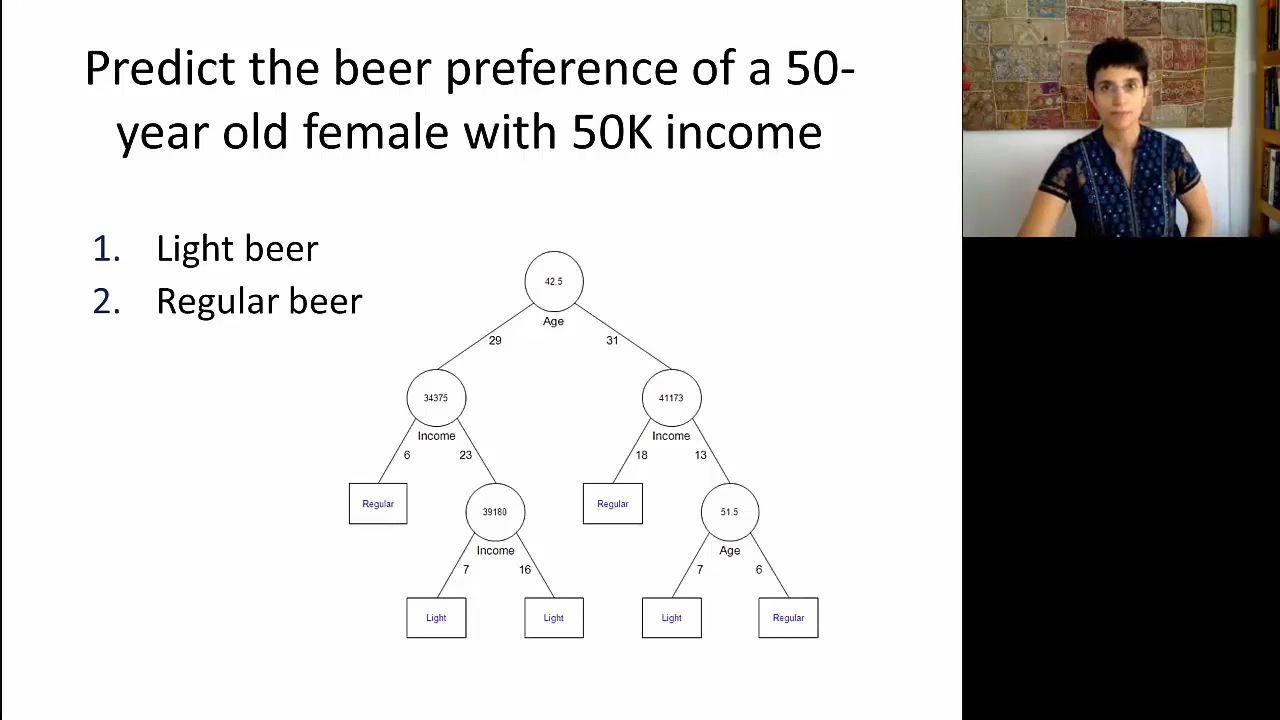 Predict the beer preference of a 50-
year old female with 50K income
1. Light beer
2. Regular beer
42.5
Age
29 31
34375 41173
Income Income
6 23 18 13
Regular 39180 Regular 51.5
Income Age
7 16 7 6
Light Light Light Regular